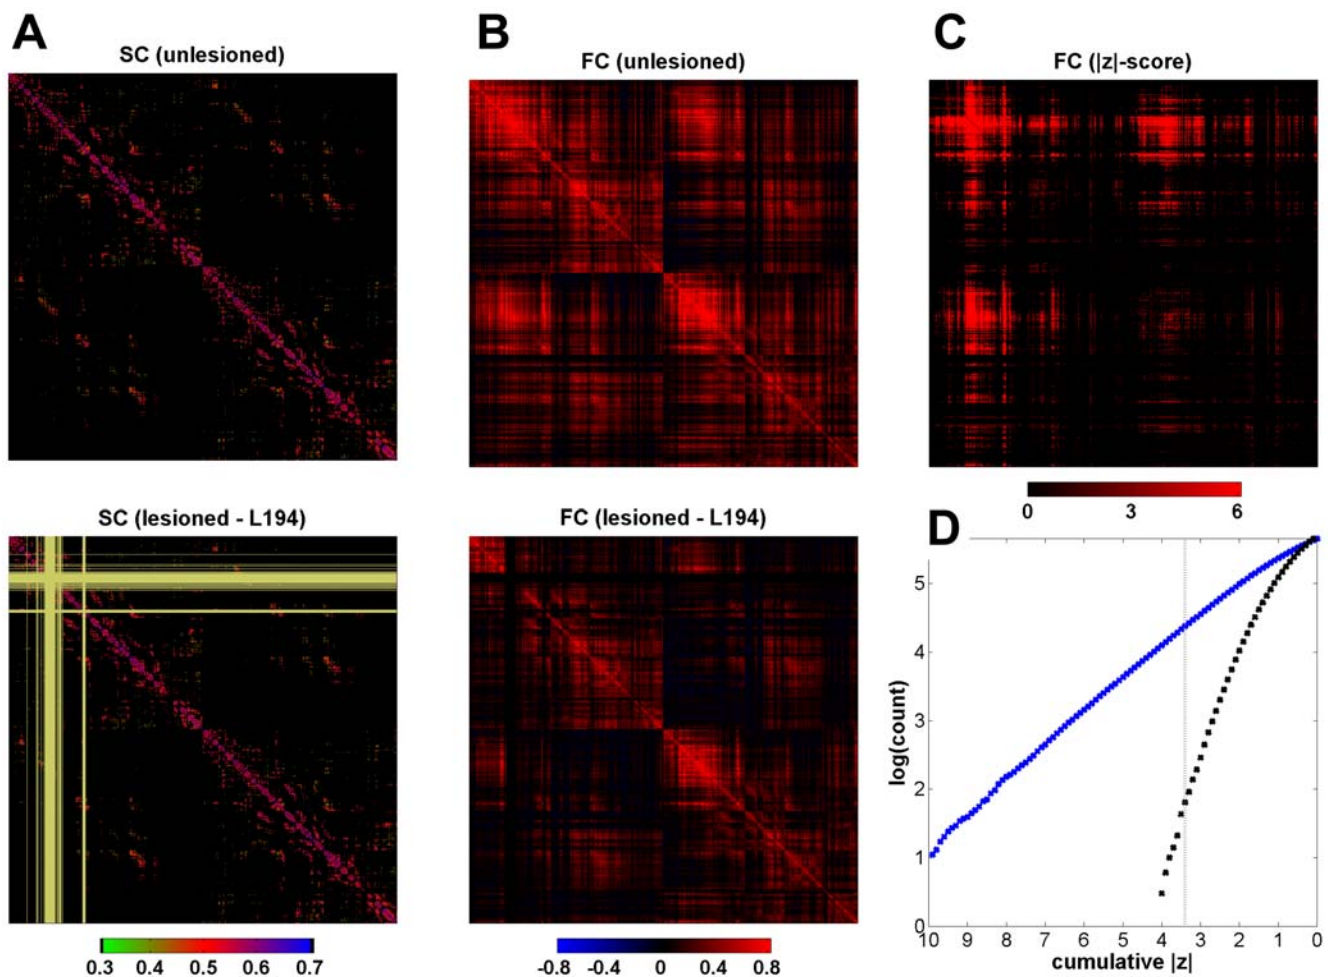 A
B
C
SC (unlesioned)
FC (unlesioned)
FC (|z|-score)
SC (lesioned - L194)
FC (lesioned - L194)
0 3 6
D
5
4
3
2
1
0
log(count)
10 9 8 7 6 5 4 3 2 1 0
cumulative |z|
0.3 0.4 0.5 0.6 0.7
-0.8 -0.4 0 0.4 0.8